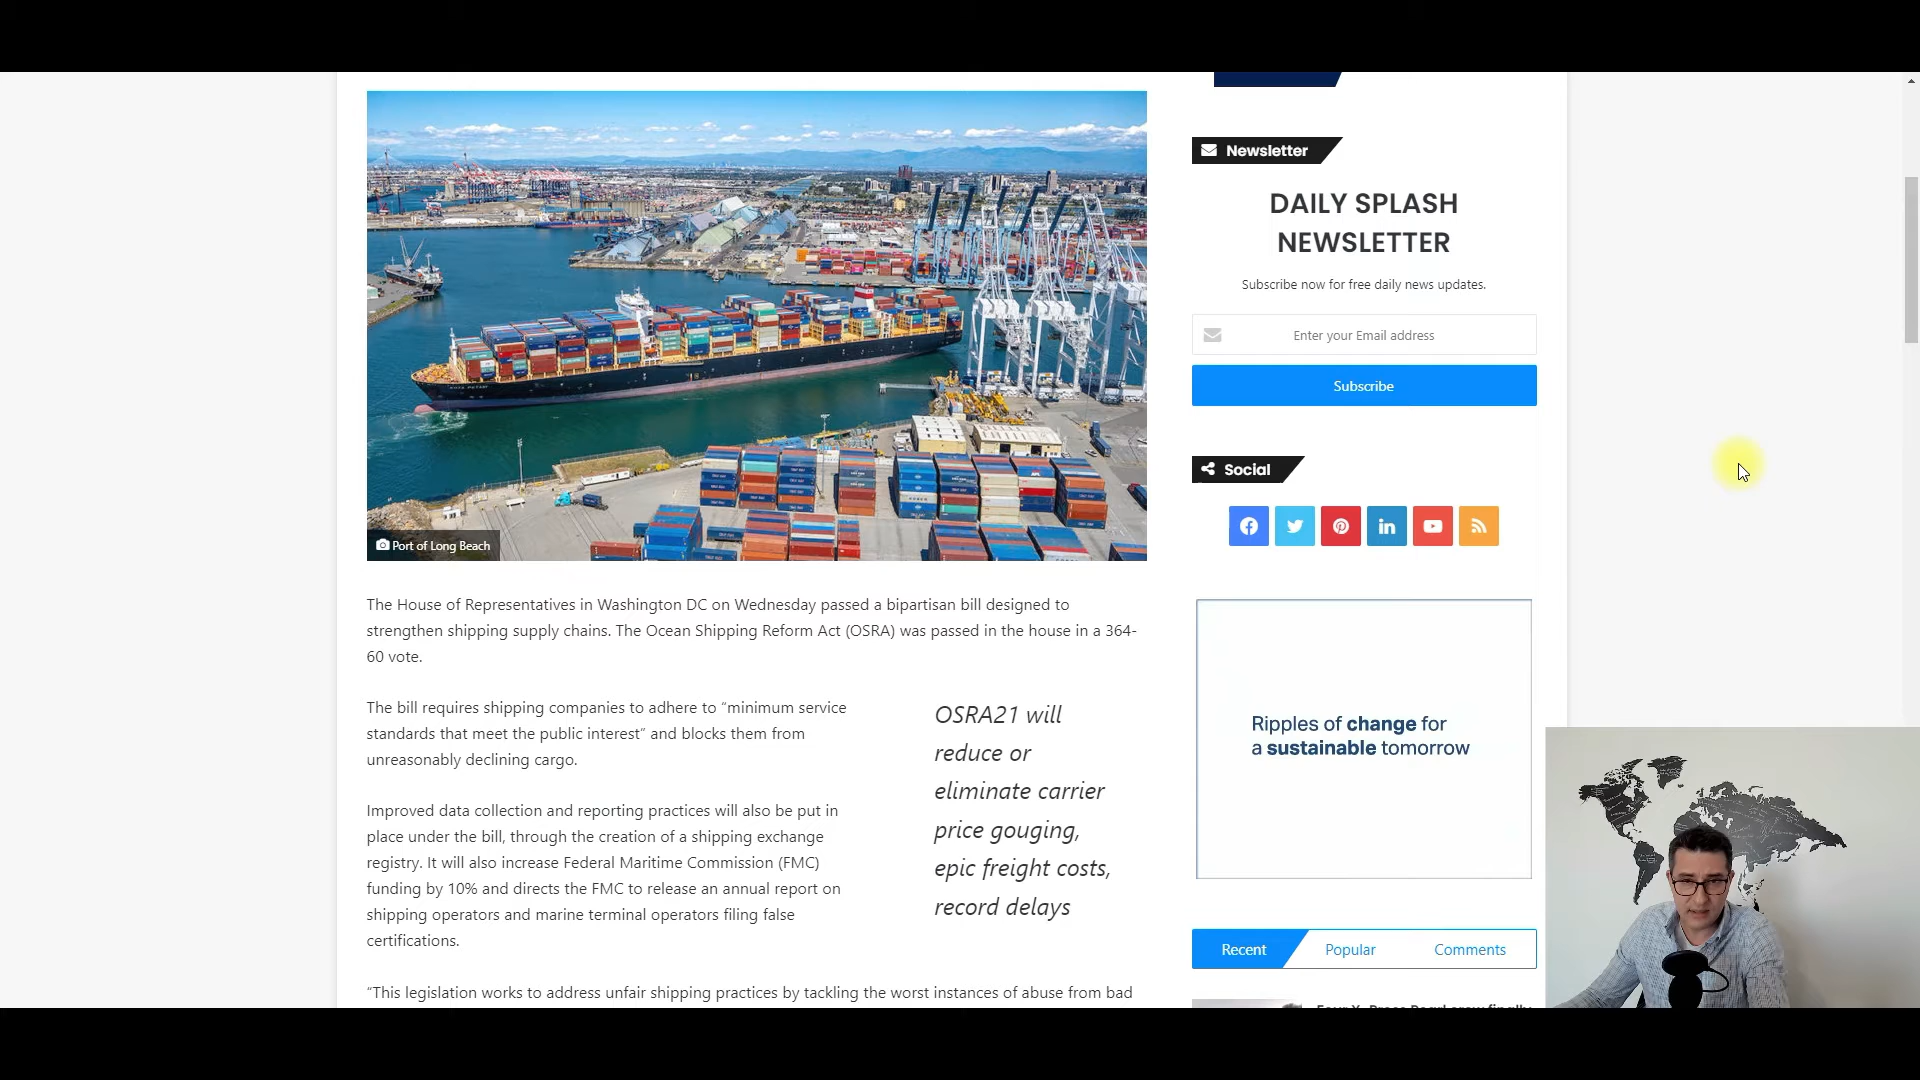 Newsletter
DAILY SPLASH
NEWSLETTER
Subscribe now for free daily news updates.
Enter your Email address
Subscribe
Social
Port of Long Beach
The House of Representatives in Washington DC on Wednesday passed a bipartisan bill designed to
strengthen shipping supply chains. The Ocean Shipping Reform Act (OSRA) was passed in the house in a 364-
60 vote.
The bill requires shipping companies to adhere to “minimum service
standards that meet the public interest” and blocks them from
unreasonably declining cargo.
Improved data collection and reporting practices will also be put in
place under the bill, through the creation of a shipping exchange
registry. It will also increase Federal Maritime Commission (FMC)
funding by 10% and directs the FMC to release an annual report on
shipping operators and marine terminal operators filing false
certifications.
OSRA21 will
reduce or
eliminate carrier
price gouging,
epic freight costs,
record delays
“This legislation works to address unfair shipping practices by tackling the worst instances of abuse from bad
Ripples of change for
a sustainable tomorrow
Recent
Popular
Comments